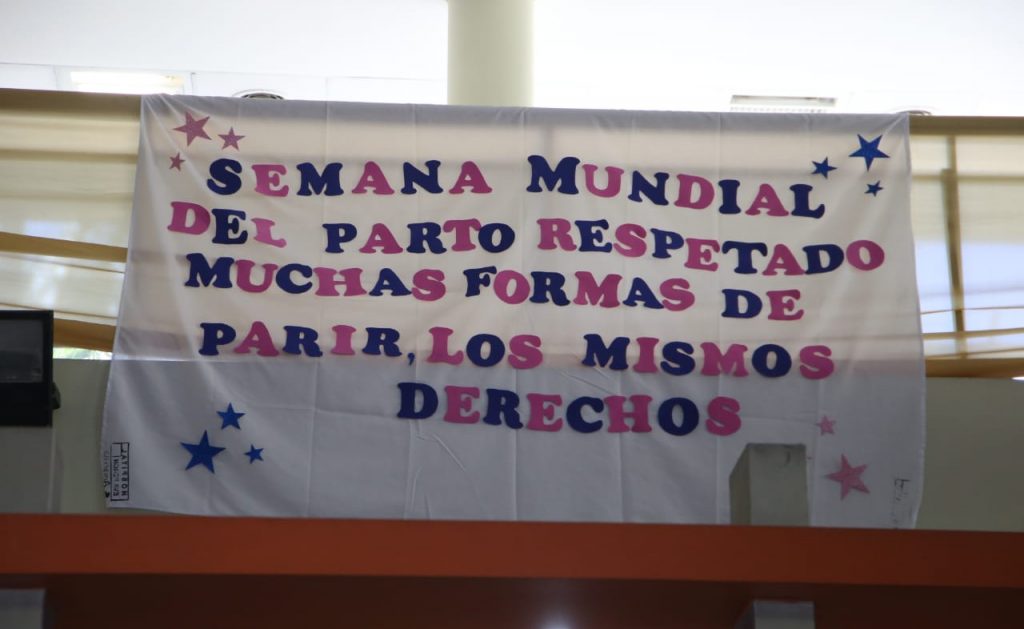 SEMANA MUNDIAL
DEL PARTO RESPETADO
MUCHAS FORMAS DE
PARIR, LOS MISMOS
DERECHOS